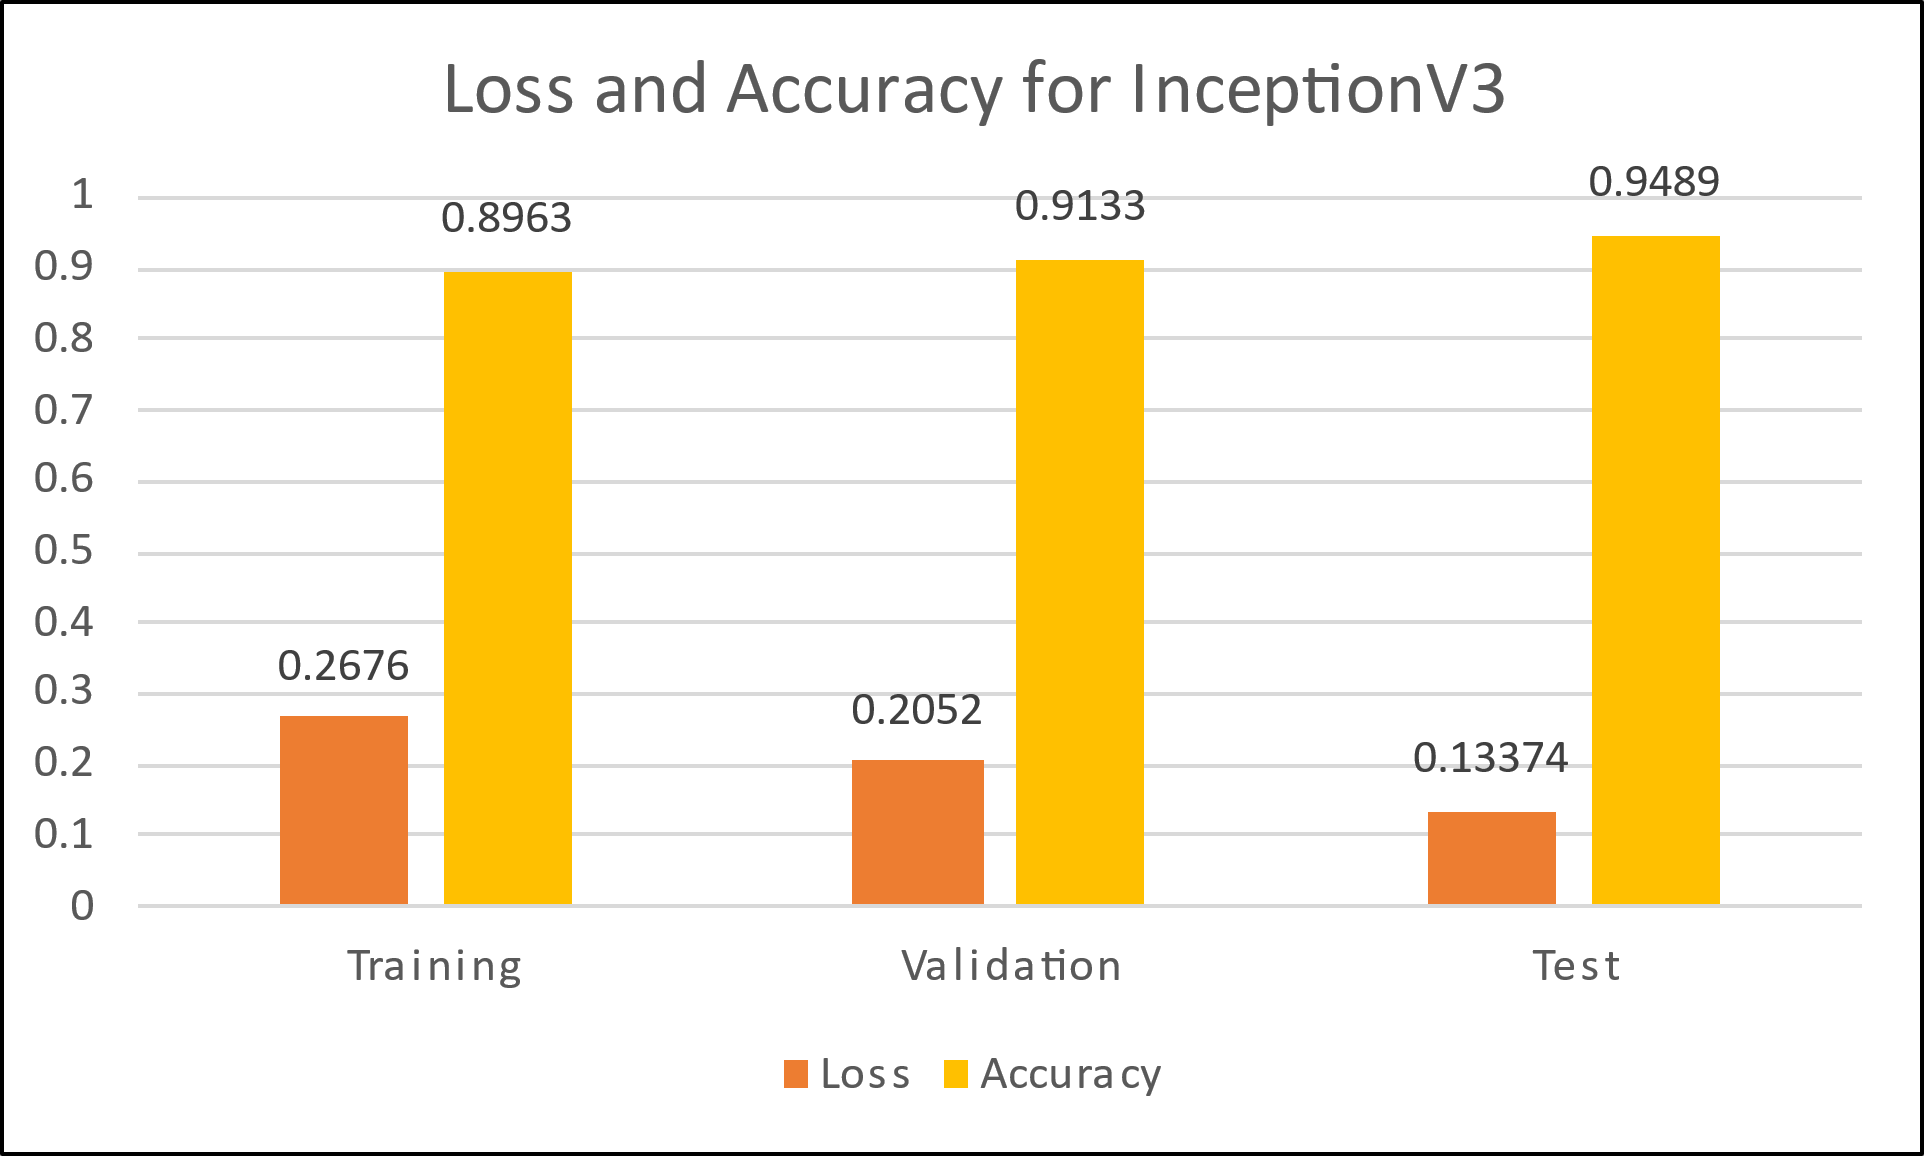 Loss and Accuracy for InceptionV3
1
0.9
0.8
0.7
0.6
0.5
0.4
0.3
0.2
0.1
0
0.2676
0.8963
0.2052
0.9133
0.13374
0.9489
Training
Validation
Test
Loss
Accuracy